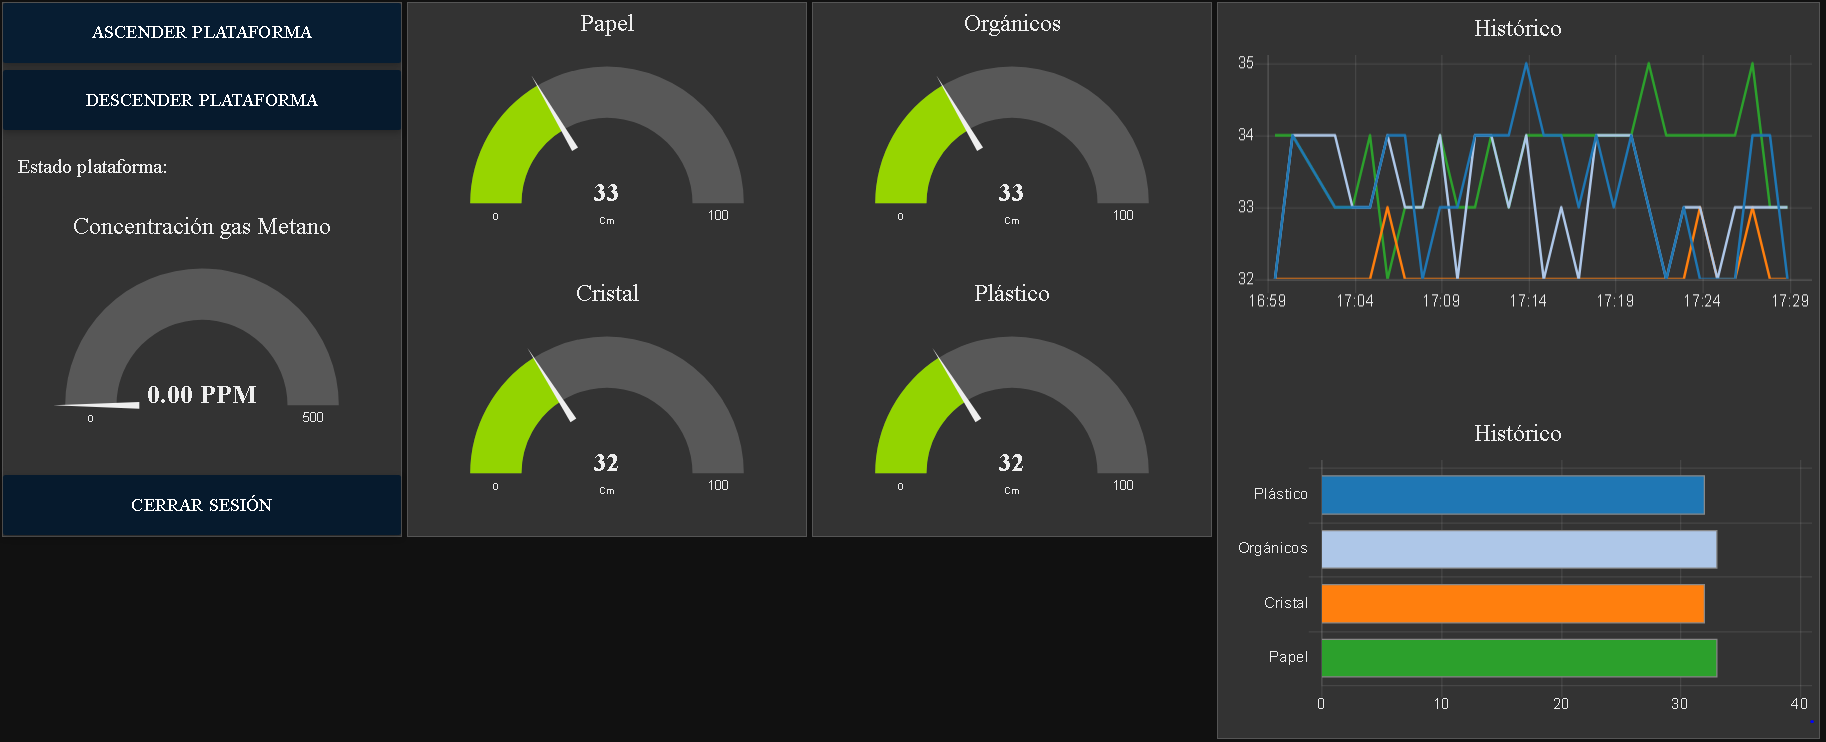 ASCENDER PLATAFORMA
DESCENDER PLATAFORMA
Estado plataforma:
Concentración gas Metano
0.00 PPM
0
500
CERRAR SESIÓN
Papel
33
Cm
0
100
Cristal
32
Cm
0
100
Orgánicos
33
Cm
0
100
Plástico
32
Cm
0
100
Histórico
35
34
33
32
16:59 17:04 17:09 17:14 17:19 17:24 17:29
Histórico
Plástico
Orgánicos
Cristal
Papel
0 10 20 30 40